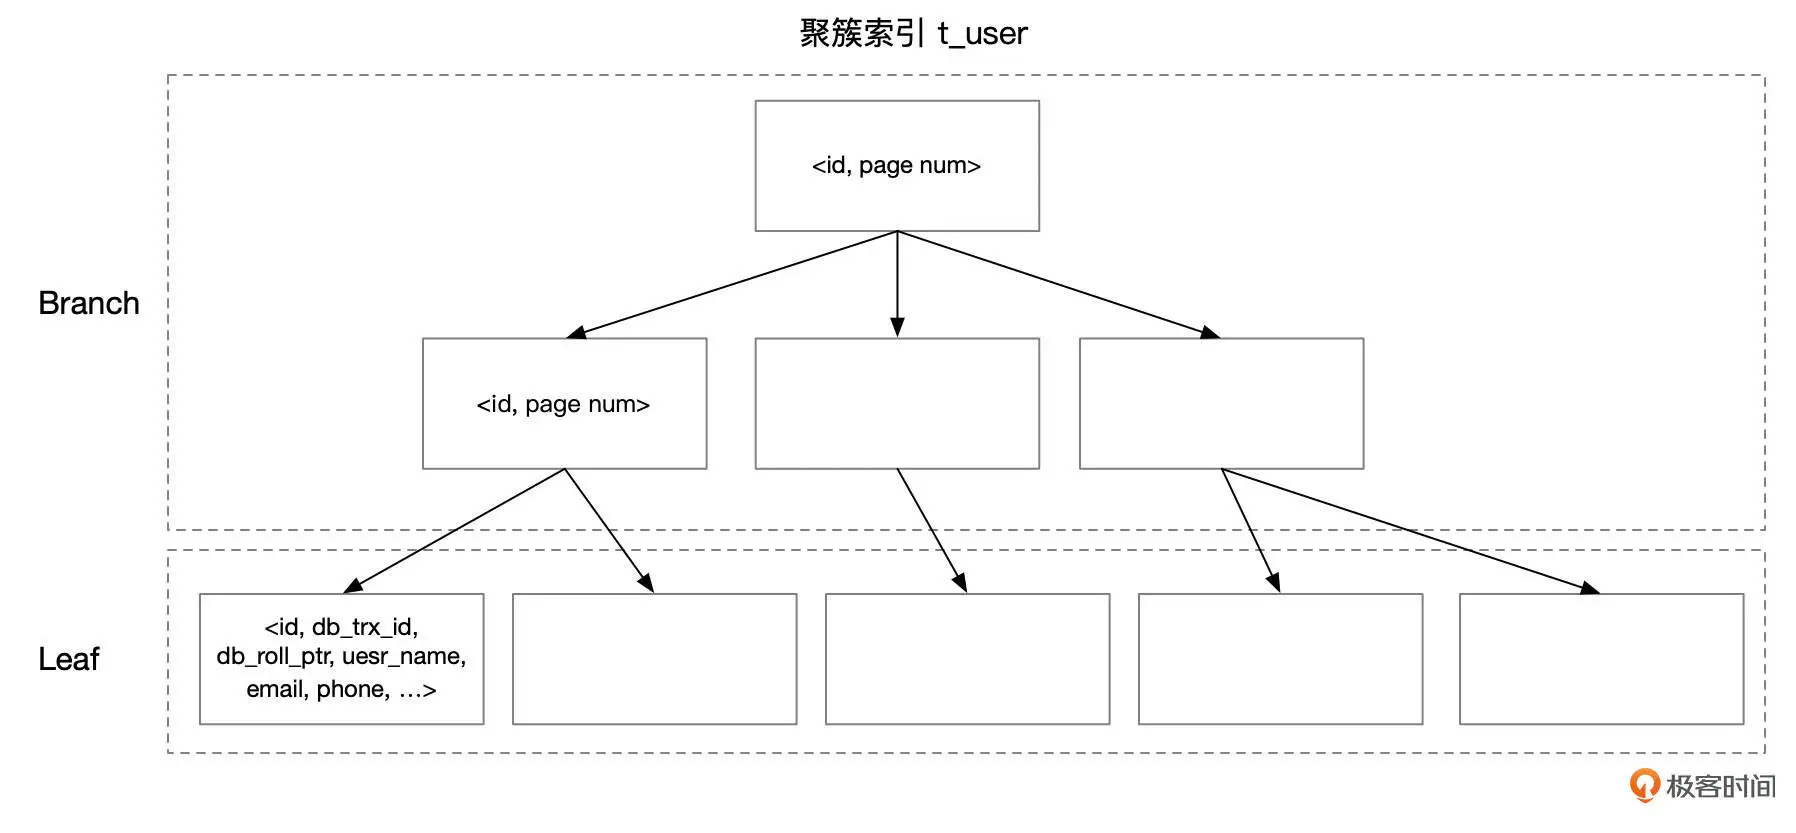 聚簇索引 t_user
<id, page num>
Branch
<id, page num>
Leaf
<id, db_trx_id,
db_roll_ptr, uesr_name,
email, phone, ...>
极客时间